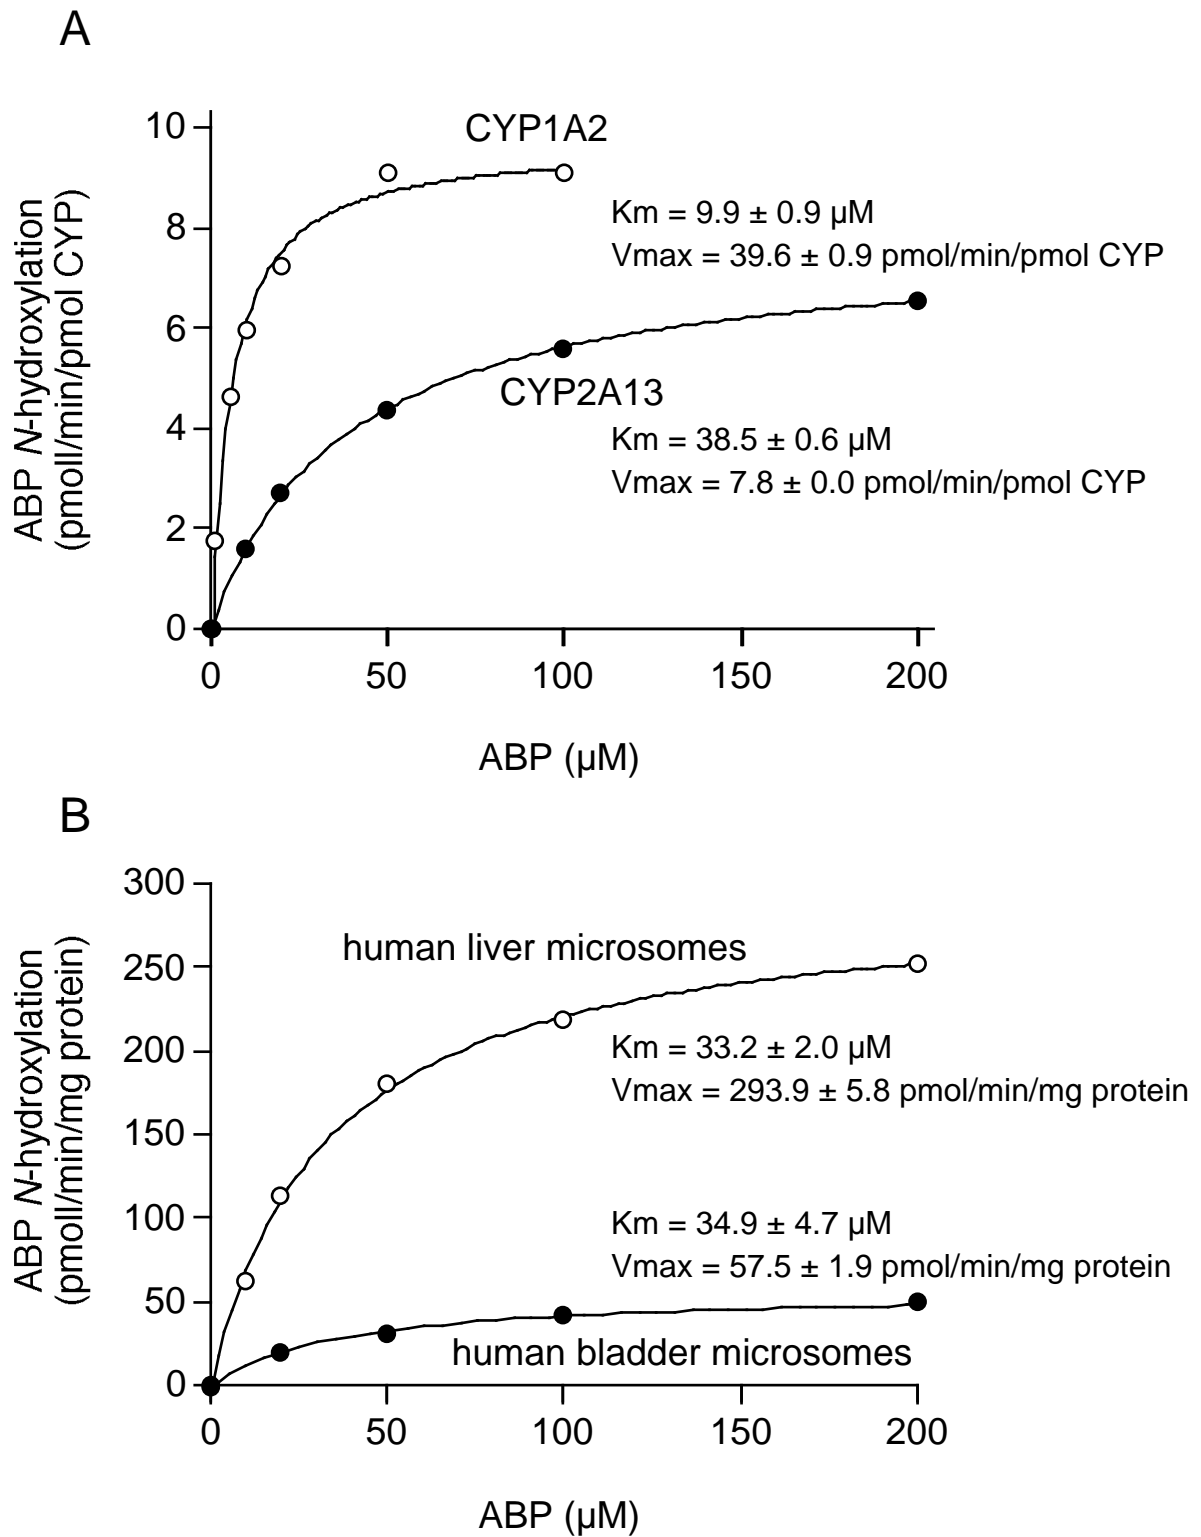 A
10
8
6
4
2
0
ABP N-hydroxylation
(pmoll/min/pmol CYP)
CYP1A2
Km = 9.9 ± 0.9 µM
Vmax = 39.6 ± 0.9 pmol/min/pmol CYP
CYP2A13
Km = 38.5 ± 0.6 µM
Vmax = 7.8 ± 0.0 pmol/min/pmol CYP
0 50 100 150 200
ABP (µM)
B
300
250
200
150
100
50
0
ABP N-hydroxylation
(pmoll/min/mg protein)
human liver microsomes
Km = 33.2 ± 2.0 µM
Vmax = 293.9 ± 5.8 pmol/min/mg protein
Km = 34.9 ± 4.7 µM
Vmax = 57.5 ± 1.9 pmol/min/mg protein
human bladder microsomes
0 50 100 150 200
ABP (µM)